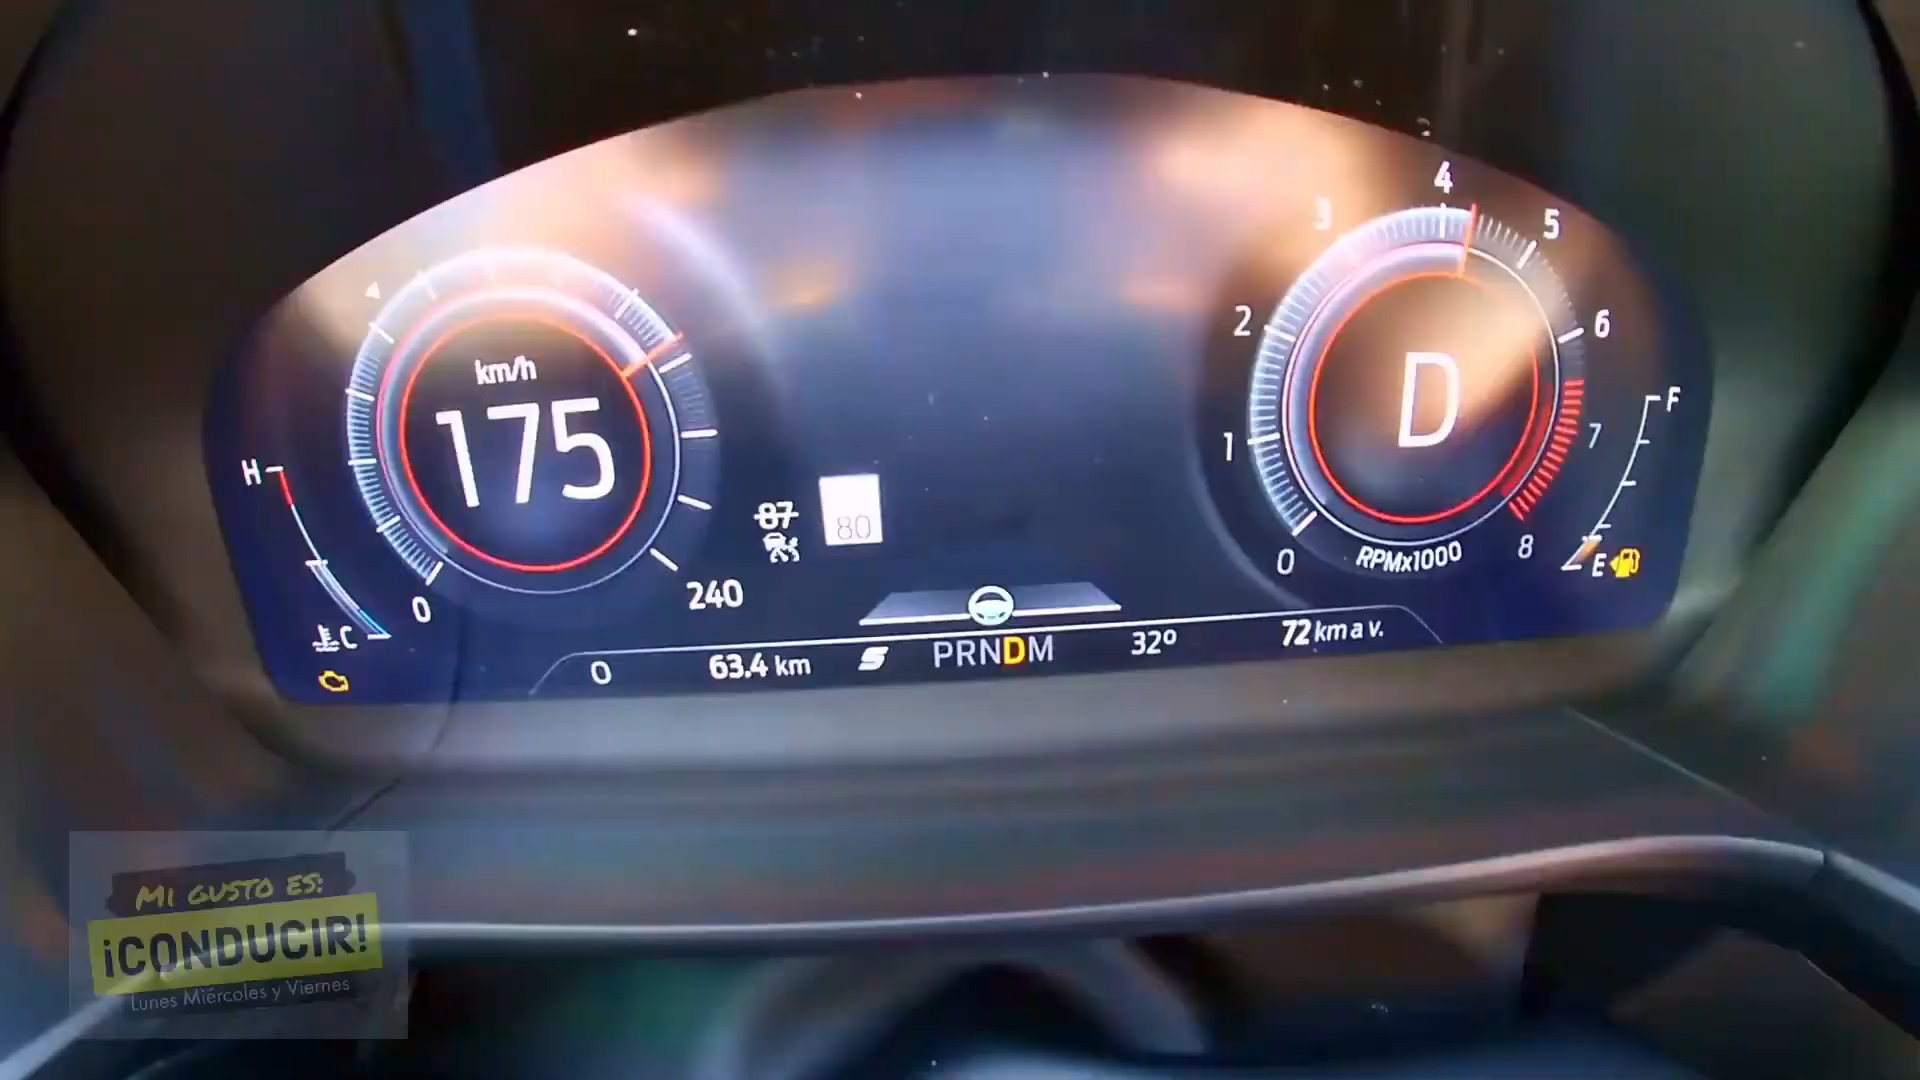 km/h
175
0
240
H
C
87
80
0
1
2
3
4
5
6
7
8
RPMx1000
D
F
E
0
63.4 km
S
PRNDM
32º
72 km a v.
MI GUSTO ES:
¡CONDUCIR!
Lunes Miércoles y Viernes